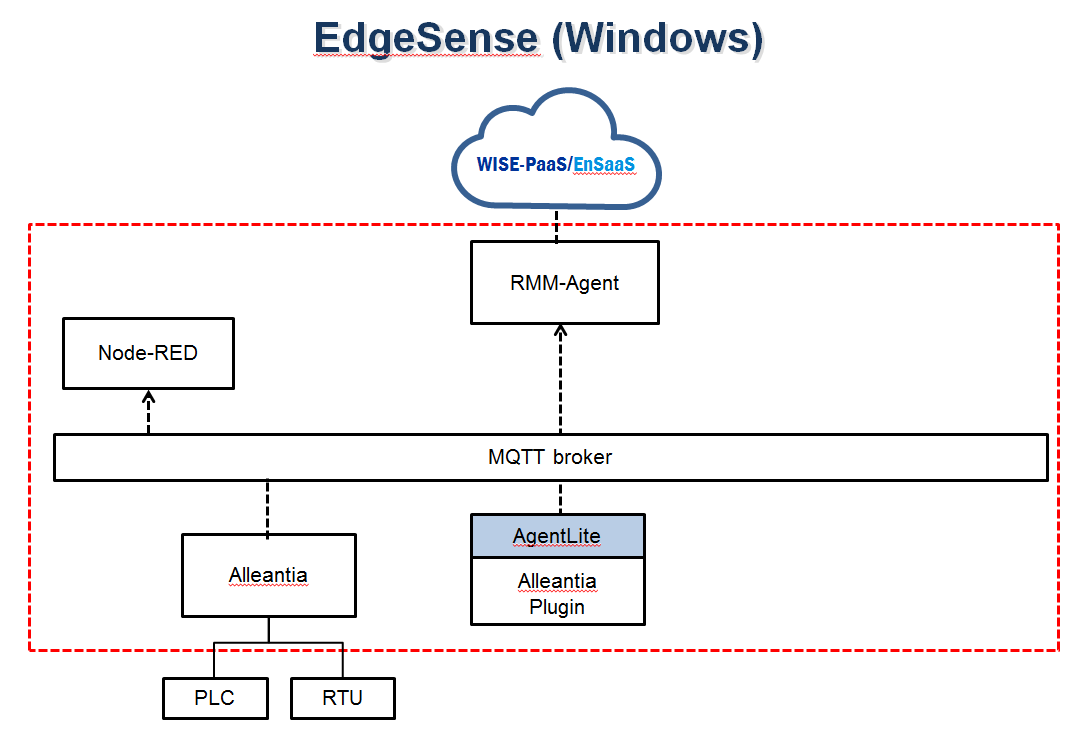 EdgeSense (Windows)
WISE-PaaS/EnSaaS
RMM-Agent
Node-RED
MQTT broker
AgentLite
Alleantia
Alleantia
Plugin
PLC
RTU